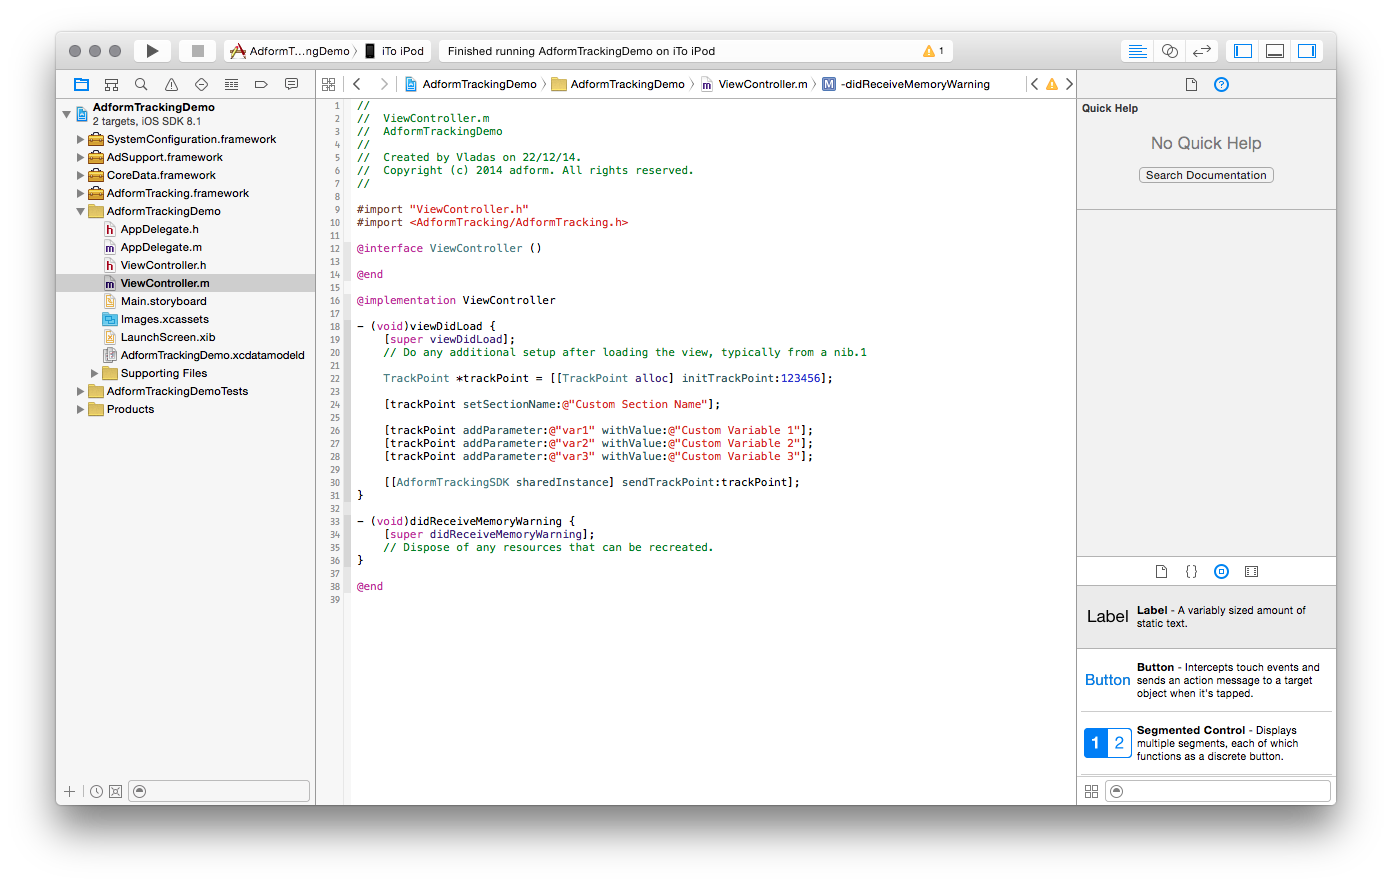 AdformT...ngDemo
iTo iPod
Finished running AdformTrackingDemo on iTo iPod
1
AdformTrackingDemo
AdformTrackingDemo
ViewController.m
M
-didReceiveMemoryWarning
AdformTrackingDemo
2 targets, iOS SDK 8.1
SystemConfiguration.framework
AdSupport.framework
CoreData.framework
AdformTracking.framework
AdformTrackingDemo
h AppDelegate.h
m AppDelegate.m
h ViewController.h
m ViewController.m
Main.storyboard
Images.xcassets
LaunchScreen.xib
AdformTrackingDemo.xcdatamodeld
Supporting Files
AdformTrackingDemoTests
Products
1 //
2 //  ViewController.m
3 //  AdformTrackingDemo
4 //
5 //  Created by Vladas on 22/12/14.
6 //  Copyright (c) 2014 adform. All rights reserved.
7 //
8
9 #import "ViewController.h"
10 #import <AdformTracking/AdformTracking.h>
11
12 @interface ViewController ()
13
14 @end
15
16 @implementation ViewController
17
18 - (void)viewDidLoad {
19     [super viewDidLoad];
20     // Do any additional setup after loading the view, typically from a nib.1
21
22     TrackPoint *trackPoint = [[TrackPoint alloc] initTrackPoint:123456];
23
24     [trackPoint setSectionName:@"Custom Section Name"];
25
26     [trackPoint addParameter:@"var1" withValue:@"Custom Variable 1"];
27     [trackPoint addParameter:@"var2" withValue:@"Custom Variable 2"];
28     [trackPoint addParameter:@"var3" withValue:@"Custom Variable 3"];
29
30     [[AdformTrackingSDK sharedInstance] sendTrackPoint:trackPoint];
31 }
32
33 - (void)didReceiveMemoryWarning {
34     [super didReceiveMemoryWarning];
35     // Dispose of any resources that can be recreated.
36 }
37
38 @end
39
Quick Help
No Quick Help
Search Documentation
{}
Label
Label - A variably sized amount of
static text.
Button
Button - Intercepts touch events and
sends an action message to a target
object when it's tapped.
1 2
Segmented Control - Displays
multiple segments, each of which
functions as a discrete button.